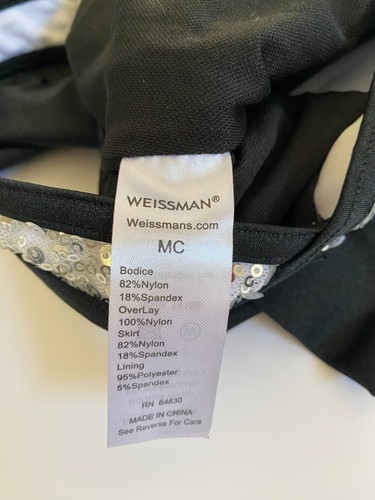 WEISSMAN®
Weissmans.com
MC
Bodice
82%Nylon
18%Spandex
OverLay
100%Nylon
Skirt
82%Nylon
18%Spandex
Lining
95%Polyester
5%Spandex
RN 64830
MADE IN CHINA
See Reverse For Care